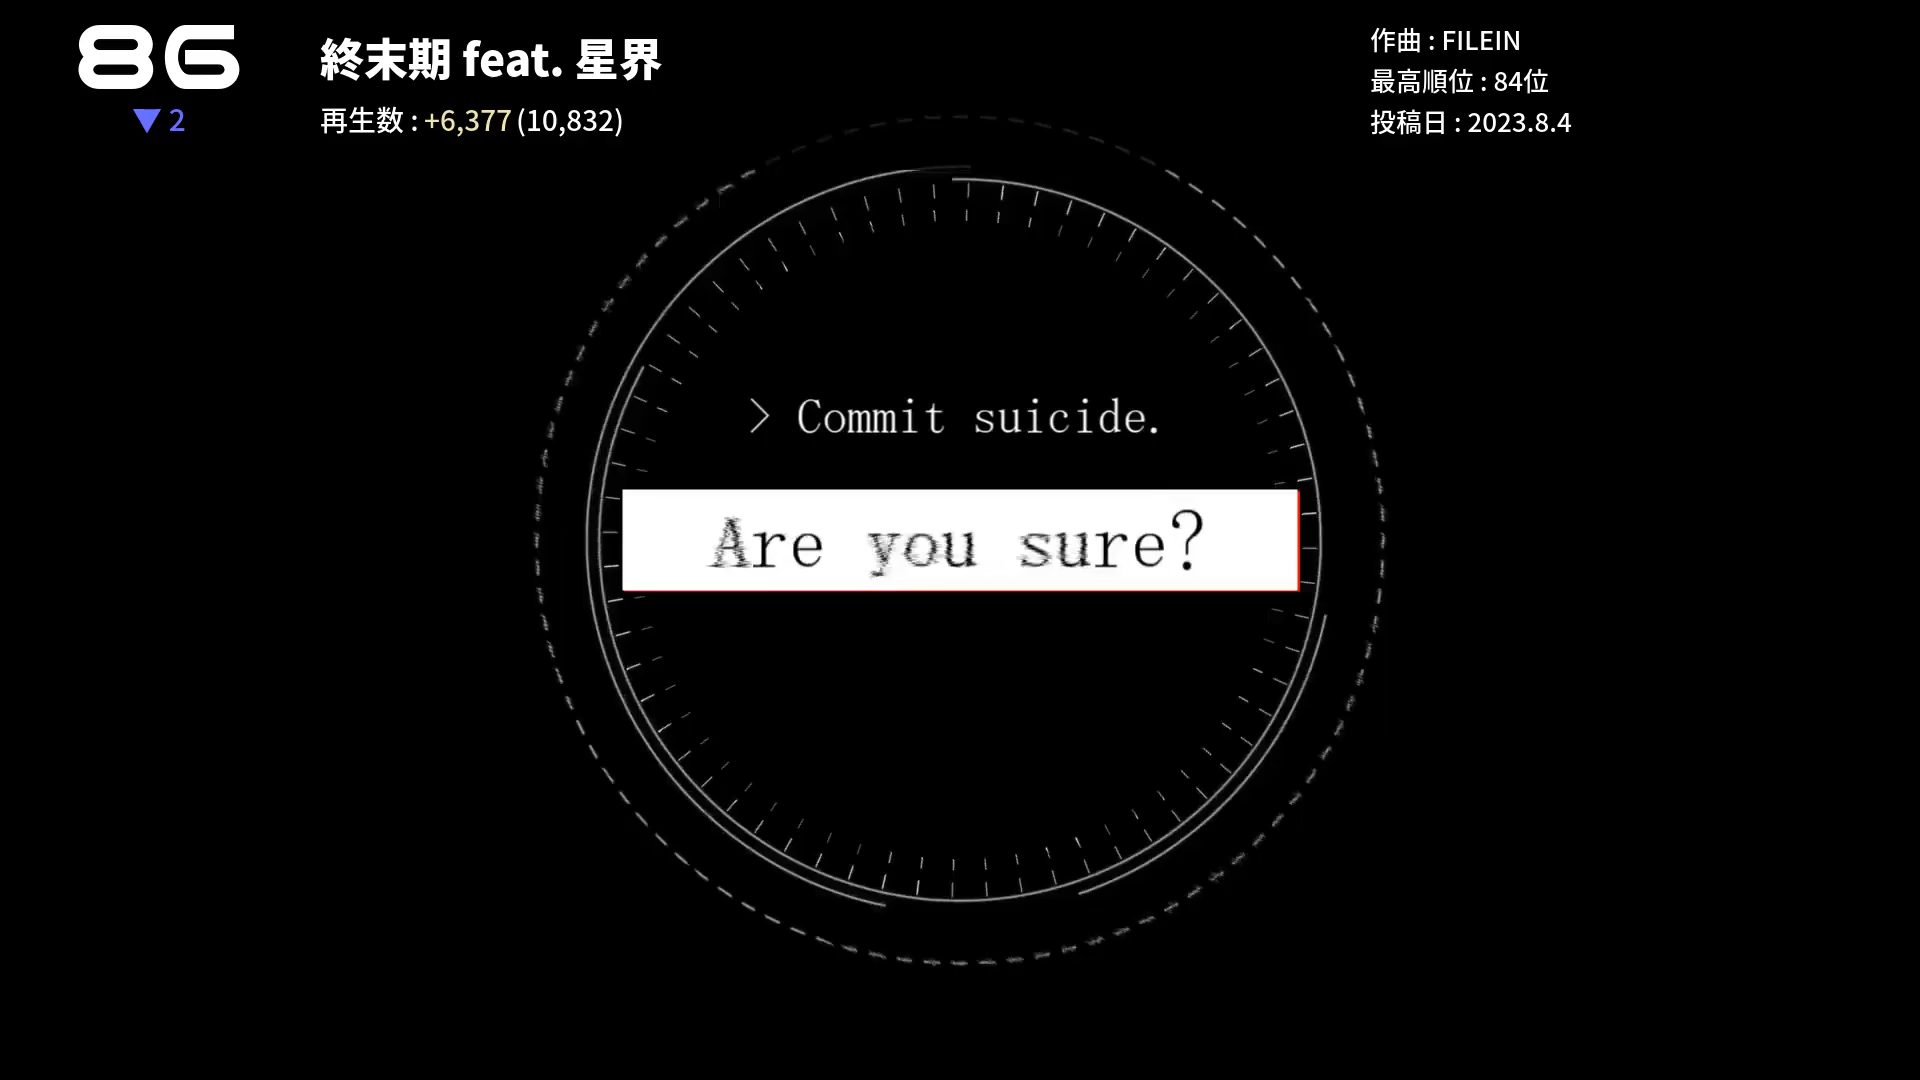 86
▼2
終末期 feat. 星界
再生数 : +6,377 (10,832)
作曲 : FILEIN
最高順位 : 84位
投稿日 : 2023.8.4
> Commit suicide.
Are you sure?